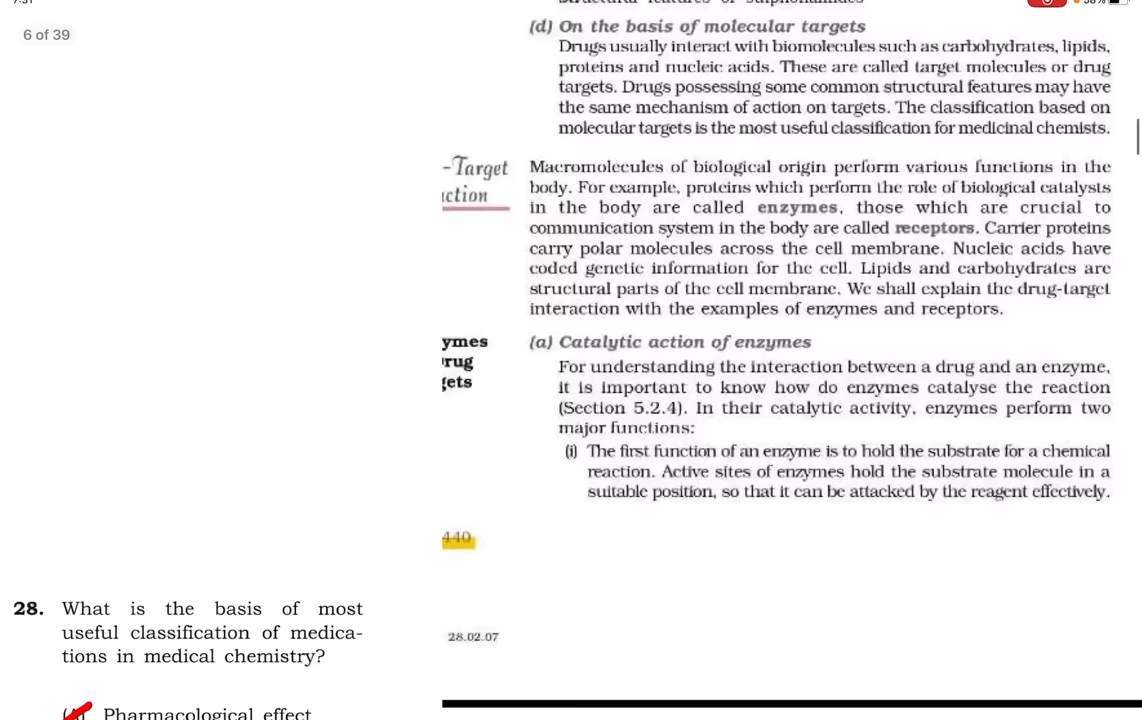 7:31
58%
6 of 39
(d) On the basis of molecular targets
Drugs usually interact with biomolecules such as carbohydrates, lipids,
proteins and nucleic acids. These are called target molecules or drug
targets. Drugs possessing some common structural features may have
the same mechanism of action on targets. The classification based on
molecular targets is the most useful classification for medicinal chemists.
-Target
ction
Macromolecules of biological origin perform various functions in the
body. For example, proteins which perform the role of biological catalysts
in the body are called enzymes, those which are crucial to
communication system in the body are called receptors. Carrier proteins
carry polar molecules across the cell membrane. Nucleic acids have
coded genetic information for the cell. Lipids and carbohydrates are
structural parts of the cell membrane. We shall explain the drug-target
interaction with the examples of enzymes and receptors.
ymes
rug
gets
(a) Catalytic action of enzymes
For understanding the interaction between a drug and an enzyme,
it is important to know how do enzymes catalyse the reaction
(Section 5.2.4). In their catalytic activity, enzymes perform two
major functions:
(i) The first function of an enzyme is to hold the substrate for a chemical
reaction. Active sites of enzymes hold the substrate molecule in a
suitable position, so that it can be attacked by the reagent effectively.
440
28. What is the basis of most
useful classification of medica-
tions in medical chemistry?
28.02.07
(A) Pharmacological effect